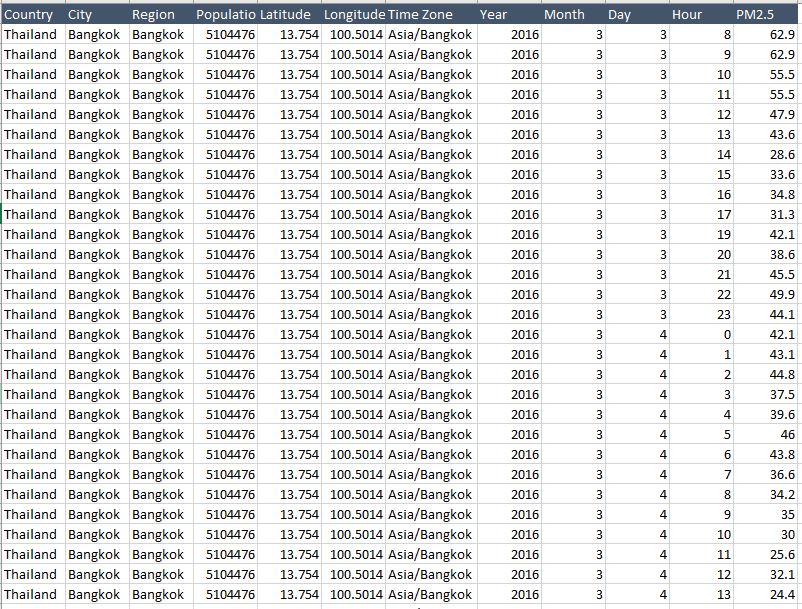 Country City Region Populatio Latitude Longitude Time Zone Year Month Day Hour PM2.5
Thailand Bangkok Bangkok 5104476 13.754 100.5014 Asia/Bangkok 2016 3 3 8 62.9
Thailand Bangkok Bangkok 5104476 13.754 100.5014 Asia/Bangkok 2016 3 3 9 62.9
Thailand Bangkok Bangkok 5104476 13.754 100.5014 Asia/Bangkok 2016 3 3 10 55.5
Thailand Bangkok Bangkok 5104476 13.754 100.5014 Asia/Bangkok 2016 3 3 11 55.5
Thailand Bangkok Bangkok 5104476 13.754 100.5014 Asia/Bangkok 2016 3 3 12 47.9
Thailand Bangkok Bangkok 5104476 13.754 100.5014 Asia/Bangkok 2016 3 3 13 43.6
Thailand Bangkok Bangkok 5104476 13.754 100.5014 Asia/Bangkok 2016 3 3 14 28.6
Thailand Bangkok Bangkok 5104476 13.754 100.5014 Asia/Bangkok 2016 3 3 15 33.6
Thailand Bangkok Bangkok 5104476 13.754 100.5014 Asia/Bangkok 2016 3 3 16 34.8
Thailand Bangkok Bangkok 5104476 13.754 100.5014 Asia/Bangkok 2016 3 3 17 31.3
Thailand Bangkok Bangkok 5104476 13.754 100.5014 Asia/Bangkok 2016 3 3 19 42.1
Thailand Bangkok Bangkok 5104476 13.754 100.5014 Asia/Bangkok 2016 3 3 20 38.6
Thailand Bangkok Bangkok 5104476 13.754 100.5014 Asia/Bangkok 2016 3 3 21 45.5
Thailand Bangkok Bangkok 5104476 13.754 100.5014 Asia/Bangkok 2016 3 3 22 49.9
Thailand Bangkok Bangkok 5104476 13.754 100.5014 Asia/Bangkok 2016 3 3 23 44.1
Thailand Bangkok Bangkok 5104476 13.754 100.5014 Asia/Bangkok 2016 3 4 0 42.1
Thailand Bangkok Bangkok 5104476 13.754 100.5014 Asia/Bangkok 2016 3 4 1 43.1
Thailand Bangkok Bangkok 5104476 13.754 100.5014 Asia/Bangkok 2016 3 4 2 44.8
Thailand Bangkok Bangkok 5104476 13.754 100.5014 Asia/Bangkok 2016 3 4 3 37.5
Thailand Bangkok Bangkok 5104476 13.754 100.5014 Asia/Bangkok 2016 3 4 4 39.6
Thailand Bangkok Bangkok 5104476 13.754 100.5014 Asia/Bangkok 2016 3 4 5 46
Thailand Bangkok Bangkok 5104476 13.754 100.5014 Asia/Bangkok 2016 3 4 6 43.8
Thailand Bangkok Bangkok 5104476 13.754 100.5014 Asia/Bangkok 2016 3 4 7 36.6
Thailand Bangkok Bangkok 5104476 13.754 100.5014 Asia/Bangkok 2016 3 4 8 34.2
Thailand Bangkok Bangkok 5104476 13.754 100.5014 Asia/Bangkok 2016 3 4 9 35
Thailand Bangkok Bangkok 5104476 13.754 100.5014 Asia/Bangkok 2016 3 4 10 30
Thailand Bangkok Bangkok 5104476 13.754 100.5014 Asia/Bangkok 2016 3 4 11 25.6
Thailand Bangkok Bangkok 5104476 13.754 100.5014 Asia/Bangkok 2016 3 4 12 32.1
Thailand Bangkok Bangkok 5104476 13.754 100.5014 Asia/Bangkok 2016 3 4 13 24.4